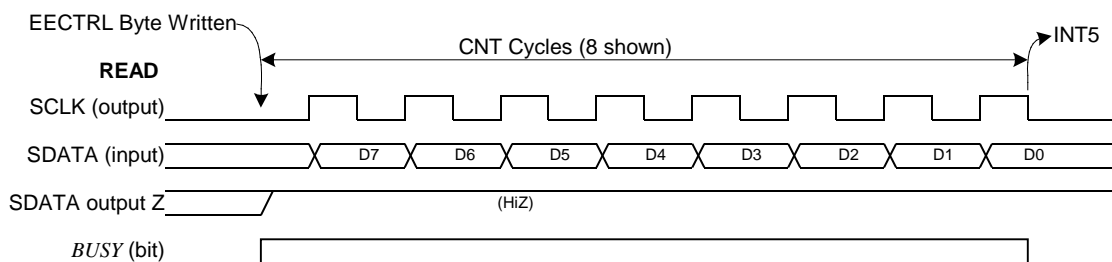 EECTRL Byte Written
INT5
CNT Cycles (8 shown)
READ
SCLK (output)
SDATA (input)
D7 D6 D5 D4 D3 D2 D1 D0
SDATA output Z
(HiZ)
BUSY (bit)